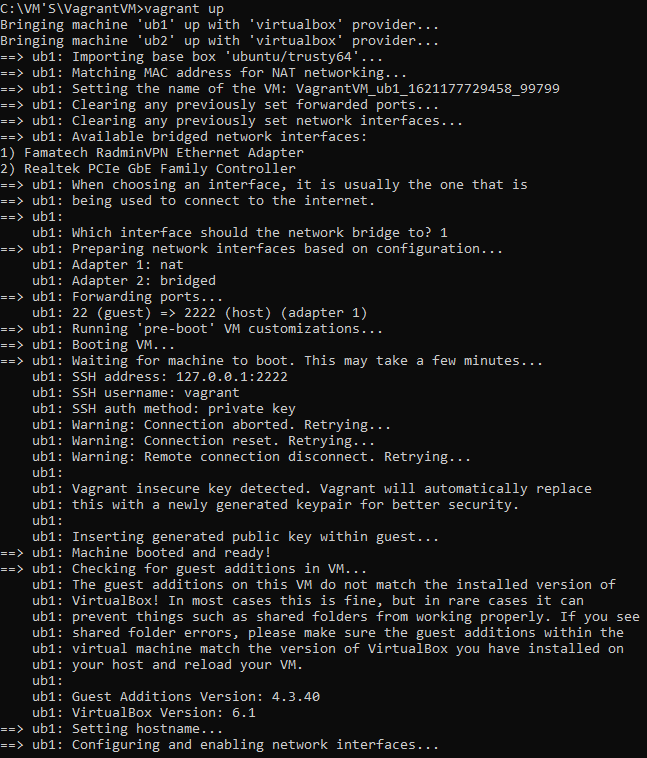 C:\VM'S\VagrantVM>vagrant up
Bringing machine 'ub1' up with 'virtualbox' provider...
Bringing machine 'ub2' up with 'virtualbox' provider...
==> ub1: Importing base box 'ubuntu/trusty64'...
==> ub1: Matching MAC address for NAT networking...
==> ub1: Setting the name of the VM: VagrantVM_ub1_1621177729458_99799
==> ub1: Clearing any previously set forwarded ports...
==> ub1: Clearing any previously set network interfaces...
==> ub1: Available bridged network interfaces:
1) Famatech RadminVPN Ethernet Adapter
2) Realtek PCIe GbE Family Controller
==> ub1: When choosing an interface, it is usually the one that is
==> ub1: being used to connect to the internet.
==> ub1:
    ub1: Which interface should the network bridge to? 1
==> ub1: Preparing network interfaces based on configuration...
    ub1: Adapter 1: nat
    ub1: Adapter 2: bridged
==> ub1: Forwarding ports...
    ub1: 22 (guest) => 2222 (host) (adapter 1)
==> ub1: Running 'pre-boot' VM customizations...
==> ub1: Booting VM...
==> ub1: Waiting for machine to boot. This may take a few minutes...
    ub1: SSH address: 127.0.0.1:2222
    ub1: SSH username: vagrant
    ub1: SSH auth method: private key
    ub1: Warning: Connection aborted. Retrying...
    ub1: Warning: Connection reset. Retrying...
    ub1: Warning: Remote connection disconnect. Retrying...
    ub1:
    ub1: Vagrant insecure key detected. Vagrant will automatically replace
    ub1: this with a newly generated keypair for better security.
    ub1:
    ub1: Inserting generated public key within guest...
==> ub1: Machine booted and ready!
==> ub1: Checking for guest additions in VM...
    ub1: The guest additions on this VM do not match the installed version of
    ub1: VirtualBox! In most cases this is fine, but in rare cases it can
    ub1: prevent things such as shared folders from working properly. If you see
    ub1: shared folder errors, please make sure the guest additions within the
    ub1: virtual machine match the version of VirtualBox you have installed on
    ub1: your host and reload your VM.
    ub1:
    ub1: Guest Additions Version: 4.3.40
    ub1: VirtualBox Version: 6.1
==> ub1: Setting hostname...
==> ub1: Configuring and enabling network interfaces...